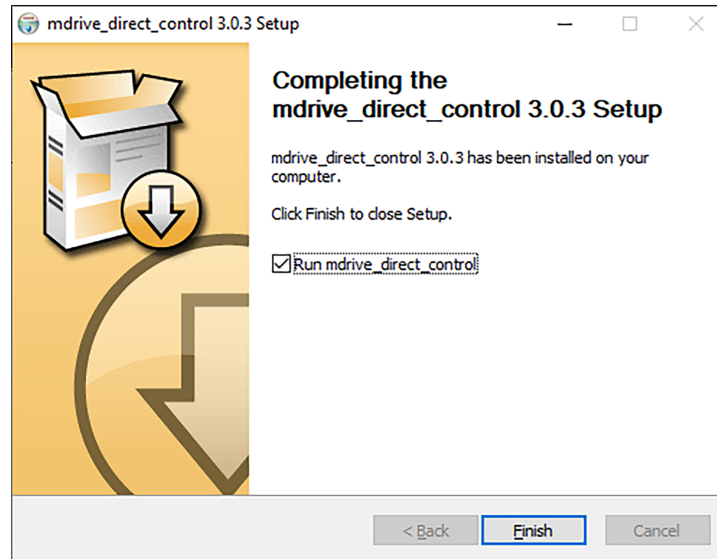 mdrive_direct_control 3.0.3 Setup
Completing the
mdrive_direct_control 3.0.3 Setup
mdrive_direct_control 3.0.3 has been installed on your
computer.
Click Finish to close Setup.
Run mdrive_direct_control
< Back
Finish
Cancel